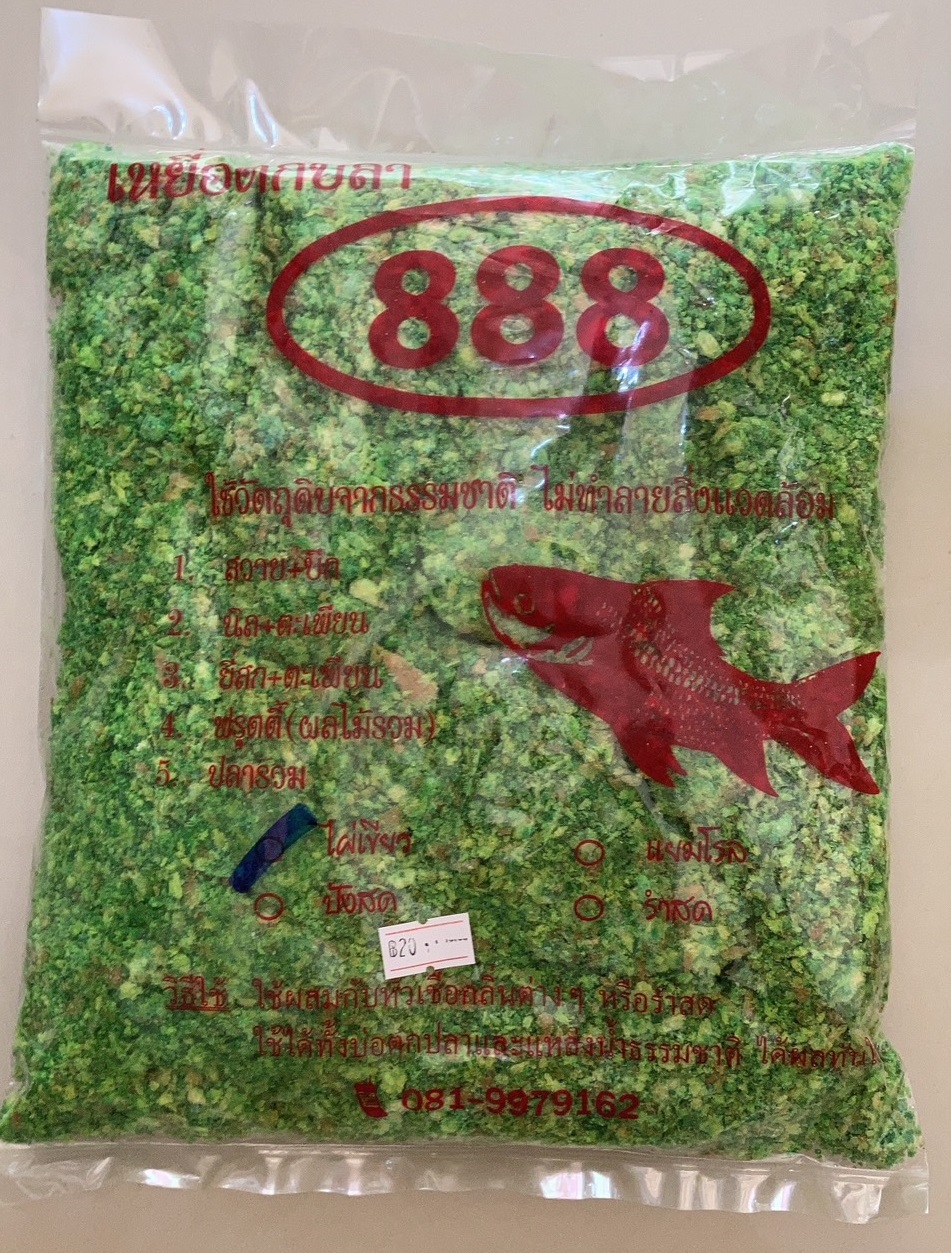 เหยื่อตกปลา
888
ใช้วัตถุดิบจากธรรมชาติ ไม่ทำลายสิ่งแวดล้อม
1. สวาย+บึก
2. นิล+ตะเพียน
3. ยี่สก+ตะเพียน
4. ฟรุตตี้(ผลไม้รวม)
5. ปลารวม
ไผ่เขียว แยมโรล
ปังสด รำสด
B20
วิธีใช้ ใช้ผสมกับหัวเชื้อกลิ่นต่างๆ หรือรำสด
ใช้ได้ทั้งบ่อตกปลาและแหล่งน้ำธรรมชาติ ได้ผลทันใจ
081-9979162